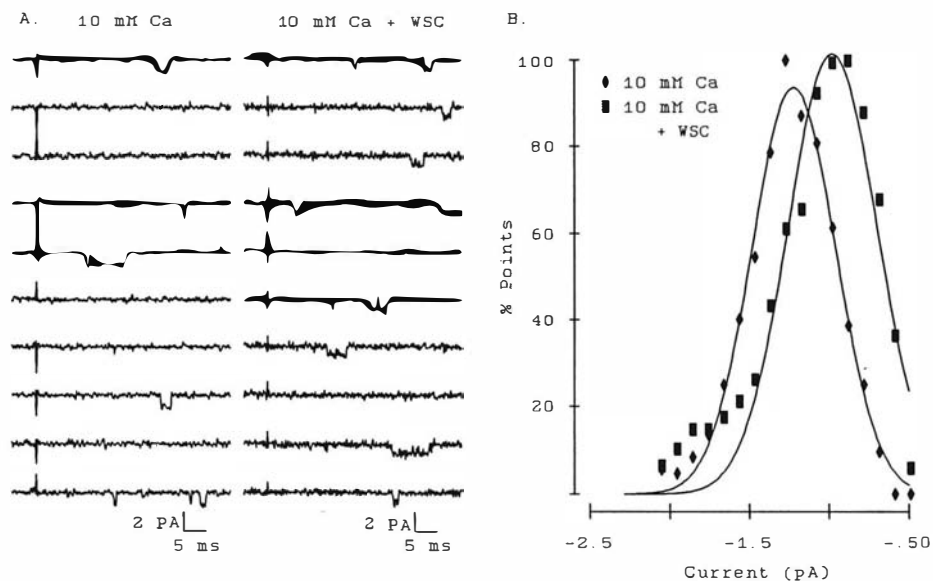 A.
10 mM Ca
10 mM Ca + WSC
2 PA
5 ms
2 PA
5 ms
B.
100
80
60
40
20
% Points
10 mM Ca
10 mM Ca
+ WSC
-2.5
-1.5
-.50
Current (pA)